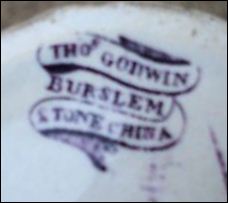 THOS GODWIN
BURSLEM
STONE CHINA